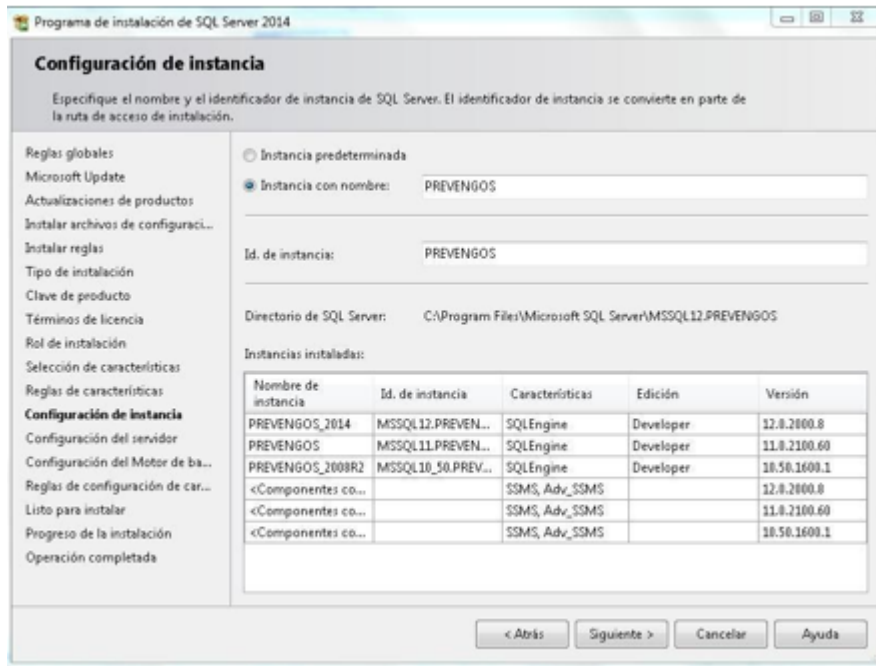 Programa de instalación de SQL Server 2014
Configuración de instancia
Especifique el nombre y el identificador de instancia de SQL Server. El identificador de instancia se convierte en parte de
la ruta de acceso de instalación.
Reglas globales
Microsoft Update
Actualizaciones de productos
Instalar archivos de configuraci...
Instalar reglas
Tipo de instalación
Clave de producto
Términos de licencia
Rol de instalación
Selección de características
Reglas de características
Configuración de instancia
Configuración del servidor
Configuración del Motor de ba...
Reglas de configuración de car...
Listo para instalar
Progreso de la instalación
Operación completada
Instancia predeterminada
Instancia con nombre: PREVENGOS
Id. de instancia: PREVENGOS
Directorio de SQL Server: C:\Program Files\Microsoft SQL Server\MSSQL12.PREVENGOS
Instancias instaladas:
Nombre de instancia Id. de instancia Características Edición Versión
PREVENGOS_2014 MSSQL12.PREVEN... SQLEngine Developer 12.0.2000.8
PREVENGOS MSSQL11.PREVEN... SQLEngine Developer 11.0.2100.60
PREVENGOS_2008R2 MSSQL10_50.PREV... SQLEngine Developer 10.50.1600.1
<Componentes co... SSMS, Adv_SSMS 12.0.2000.8
<Componentes co... SSMS, Adv_SSMS 11.0.2100.60
<Componentes co... SSMS, Adv_SSMS 10.50.1600.1
< Atrás Siguiente > Cancelar Ayuda